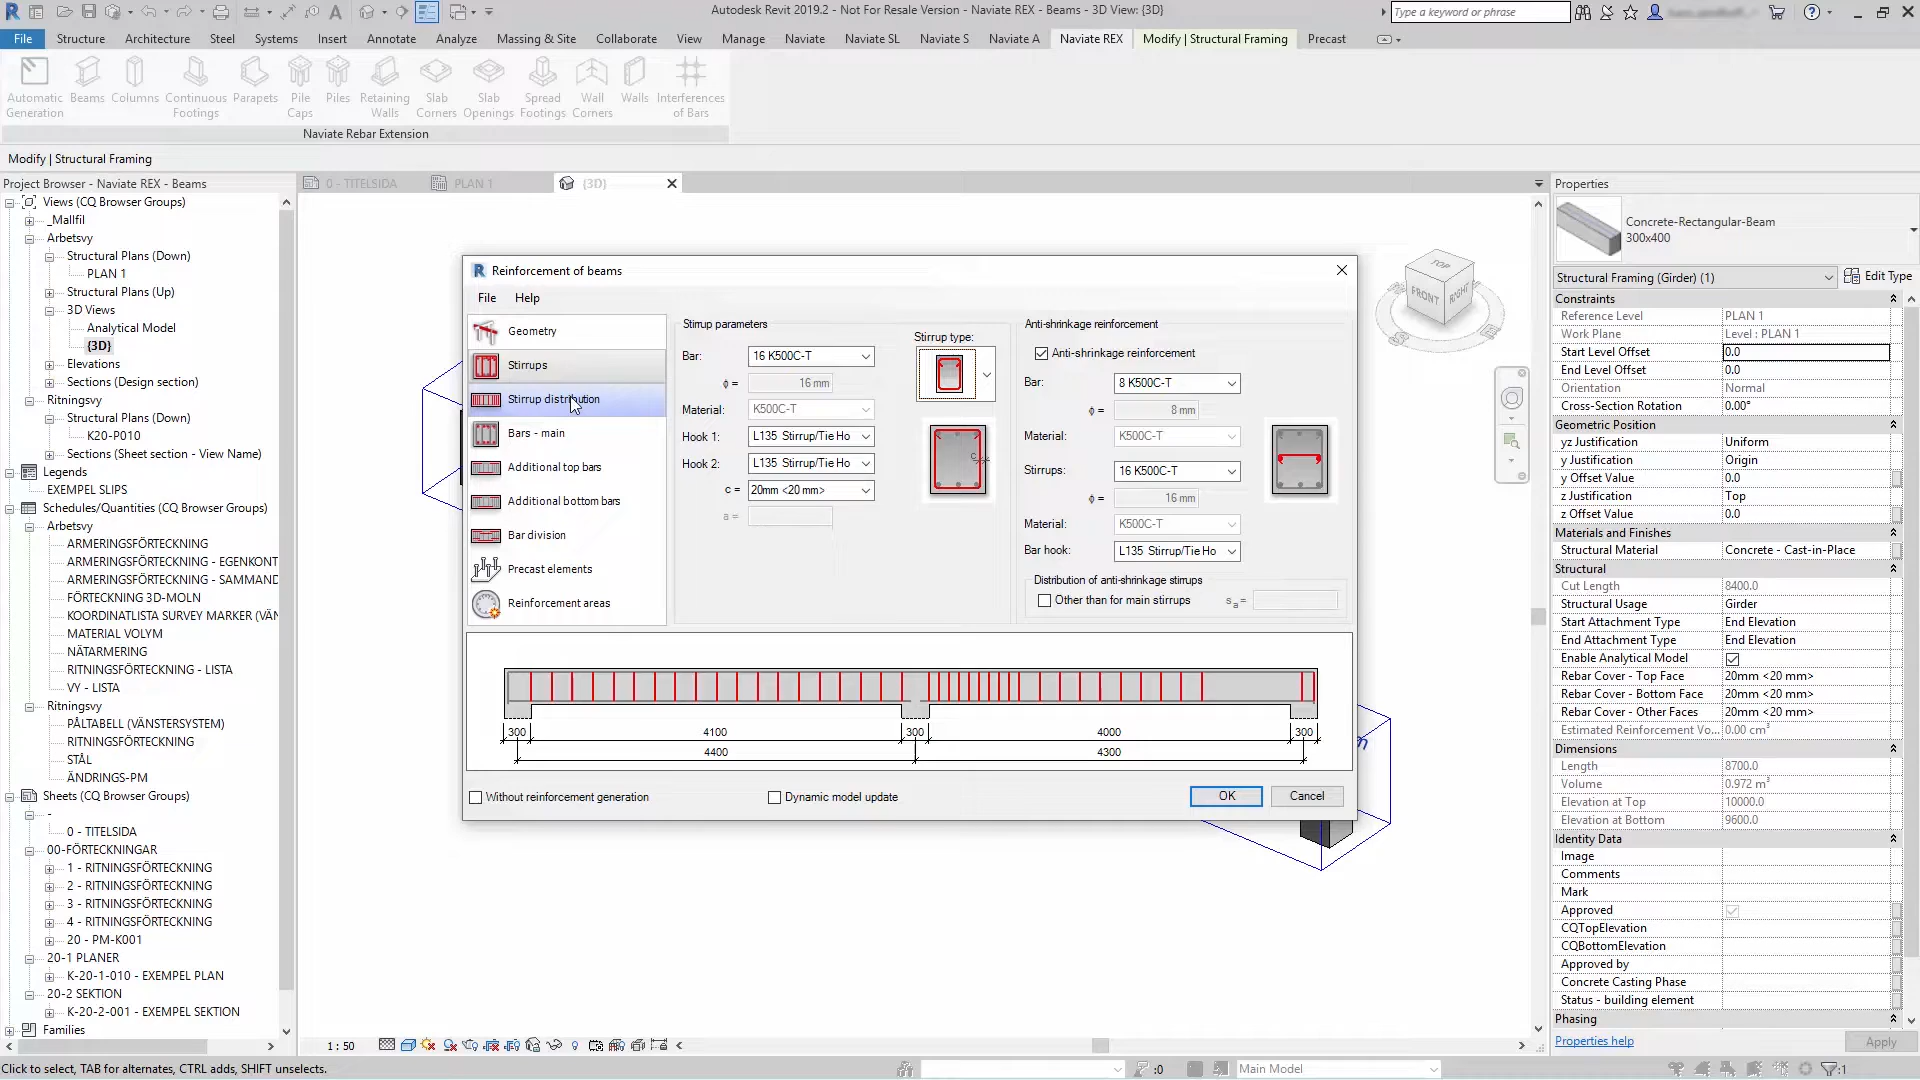 Autodesk Revit 2019.2 - Not For Resale Version - Naviate REX - Beams - 3D View: {3D}
Type a keyword or phrase
File Structure Architecture Steel Systems Insert Annotate Analyze Massing & Site Collaborate View Manage Naviate Naviate SL Naviate S Naviate A Naviate REX Modify | Structural Framing Precast
Automatic Generation
Beams
Columns
Continuous Footings
Parapets
Pile Caps
Piles
Retaining Walls
Slab Corners
Slab Openings
Spread Footings
Wall Corners
Walls
Interferences of Bars
Naviate Rebar Extension
Modify | Structural Framing
Project Browser - Naviate REX - Beams
Views (CQ Browser Groups)
_Mallfil
Arbetsvy
Structural Plans (Down)
PLAN 1
Structural Plans (Up)
3D Views
Analytical Model
{3D}
Elevations
Sections (Design section)
Ritningsvy
Structural Plans (Down)
K20-P010
Sections (Sheet section - View Name)
Legends
EXEMPEL SLIPS
Schedules/Quantities (CQ Browser Groups)
Arbetsvy
ARMERINGSFÖRTECKNING
ARMERINGSFÖRTECKNING - EGENKONT
ARMERINGSFÖRTECKNING - SAMMAND
FÖRTECKNING 3D-MOLN
KOORDINATLISTA SURVEY MARKER (VÄN
MATERIAL VOLYM
NÄTARMERING
RITNINGSFÖRTECKNING - LISTA
VY - LISTA
Ritningsvy
PÅLTABELL (VÄNSTERSYSTEM)
RITNINGSFÖRTECKNING
STÅL
ÄNDRINGS-PM
Sheets (CQ Browser Groups)
-
0 - TITELSIDA
00-FÖRTECKNINGAR
1 - RITNINGSFÖRTECKNING
2 - RITNINGSFÖRTECKNING
3 - RITNINGSFÖRTECKNING
4 - RITNINGSFÖRTECKNING
20 - PM-K001
20-1 PLANER
K-20-1-010 - EXEMPEL PLAN
20-2 SEKTION
K-20-2-001 - EXEMPEL SEKTION
Families
0 - TITELSIDA
PLAN 1
{3D}
TOP
FRONT
RIGHT
Reinforcement of beams
File Help
Geometry
Stirrups
Stirrup distribution
Bars - main
Additional top bars
Additional bottom bars
Bar division
Precast elements
Reinforcement areas
Stirrup parameters
Bar: 16 K500C-T
ϕ = 16 mm
Material: K500C-T
Hook 1: L135 Stirrup/Tie Ho
Hook 2: L135 Stirrup/Tie Ho
c = 20mm <20 mm>
a =
Stirrup type:
c
Anti-shrinkage reinforcement
Anti-shrinkage reinforcement
Bar: 8 K500C-T
ϕ = 8 mm
Material: K500C-T
Stirrups: 16 K500C-T
ϕ = 16 mm
Material: K500C-T
Bar hook: L135 Stirrup/Tie Ho
Distribution of anti-shrinkage stirrups
Other than for main stirrups sa=
300 4100 300 4000 300
4400 4300
Without reinforcement generation
Dynamic model update
OK
Cancel
Properties
Concrete-Rectangular-Beam
300x400
Structural Framing (Girder) (1)
Edit Type
Constraints
Reference Level PLAN 1
Work Plane Level : PLAN 1
Start Level Offset 0.0
End Level Offset 0.0
Orientation Normal
Cross-Section Rotation 0.00°
Geometric Position
yz Justification Uniform
y Justification Origin
y Offset Value 0.0
z Justification Top
z Offset Value 0.0
Materials and Finishes
Structural Material Concrete - Cast-in-Place
Structural
Cut Length 8400.0
Structural Usage Girder
Start Attachment Type End Elevation
End Attachment Type End Elevation
Enable Analytical Model
Rebar Cover - Top Face 20mm <20 mm>
Rebar Cover - Bottom Face 20mm <20 mm>
Rebar Cover - Other Faces 20mm <20 mm>
Estimated Reinforcement Vo... 0.00 cm³
Dimensions
Length 8700.0
Volume 0.972 m³
Elevation at Top 10000.0
Elevation at Bottom 9600.0
Identity Data
Image
Comments
Mark
Approved
CQTopElevation
CQBottomElevation
Approved by
Concrete Casting Phase
Status - building element
Phasing
Properties help
Apply
1 : 50
Click to select, TAB for alternates, CTRL adds, SHIFT unselects.
:0
Main Model
:1